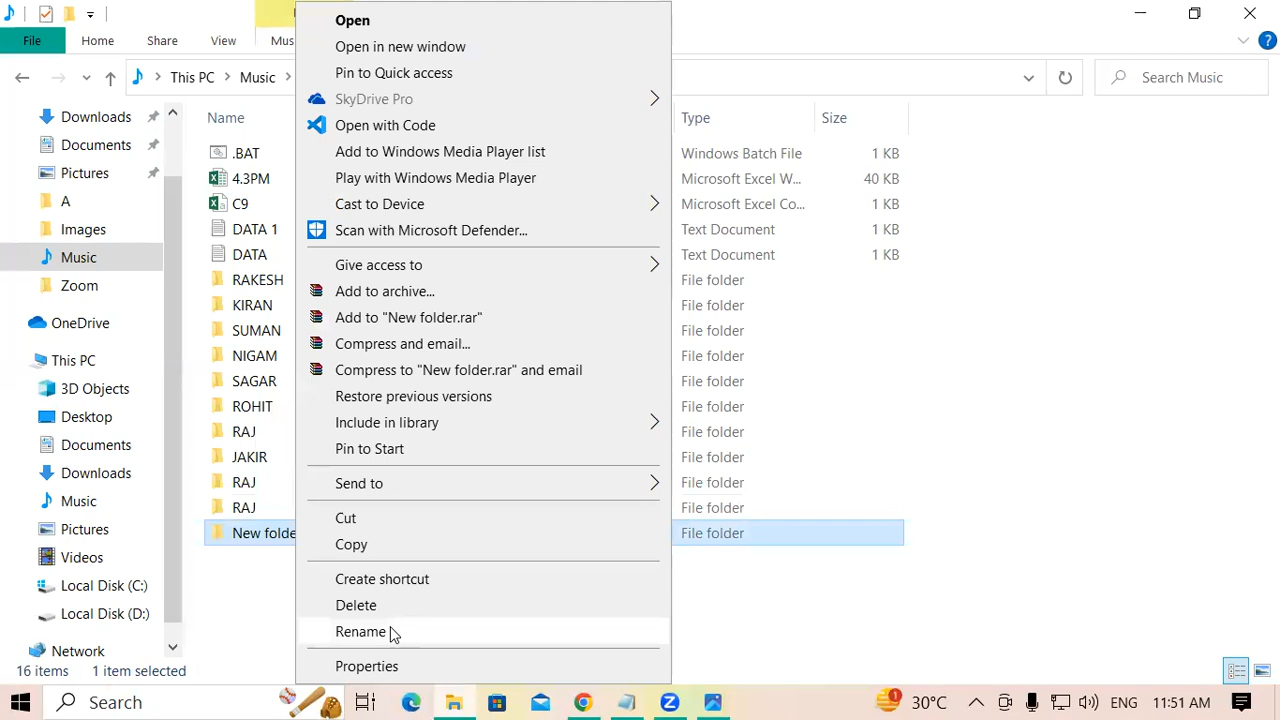 File Home Share View Mus
This PC Music
Search Music
Name Type Size
.BAT Windows Batch File 1 KB
4.3PM Microsoft Excel W... 40 KB
C9 Microsoft Excel Co... 1 KB
DATA 1 Text Document 1 KB
DATA Text Document 1 KB
RAKESH File folder
KIRAN File folder
SUMAN File folder
NIGAM File folder
SAGAR File folder
ROHIT File folder
RAJ File folder
JAKIR File folder
RAJ File folder
RAJ File folder
New folde File folder
Downloads
Documents
Pictures
A
Images
Music
Zoom
OneDrive
This PC
3D Objects
Desktop
Documents
Downloads
Music
Pictures
Videos
Local Disk (C:)
Local Disk (D:)
Network
Open
Open in new window
Pin to Quick access
SkyDrive Pro
Open with Code
Add to Windows Media Player list
Play with Windows Media Player
Cast to Device
Scan with Microsoft Defender...
Give access to
Add to archive...
Add to "New folder.rar"
Compress and email...
Compress to "New folder.rar" and email
Restore previous versions
Include in library
Pin to Start
Send to
Cut
Copy
Create shortcut
Delete
Rename
Properties
16 items 1 item selected
Search 30°C ENG 11:51 AM